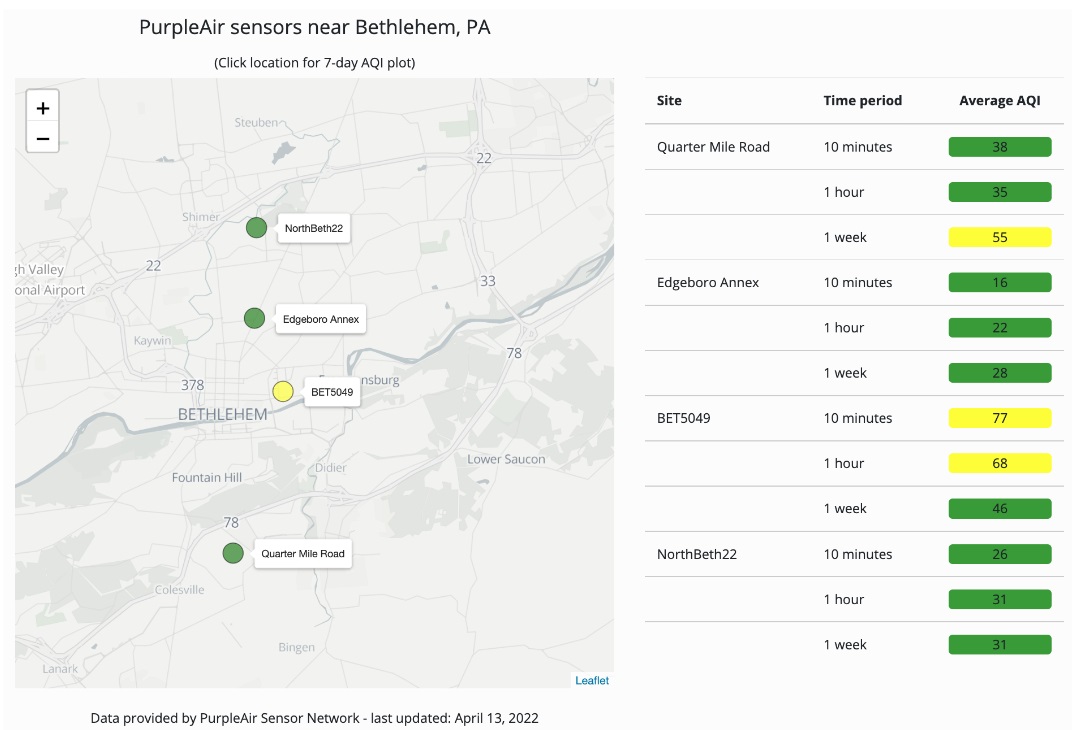 PurpleAir sensors near Bethlehem, PA
(Click location for 7-day AQI plot)
+
−
Steuben
22
Shimer
NorthBeth22
22
gh Valley
onal Airport
33
Edgeboro Annex
Kaywin
78
378
nsburg
BET5049
BETHLEHEM
Lower Saucon
Didier
Fountain Hill
78
Quarter Mile Road
Colesville
Bingen
Lanark
Leaflet
Site Time period Average AQI
Quarter Mile Road 10 minutes 38
1 hour 35
1 week 55
Edgeboro Annex 10 minutes 16
1 hour 22
1 week 28
BET5049 10 minutes 77
1 hour 68
1 week 46
NorthBeth22 10 minutes 26
1 hour 31
1 week 31
Data provided by PurpleAir Sensor Network - last updated: April 13, 2022